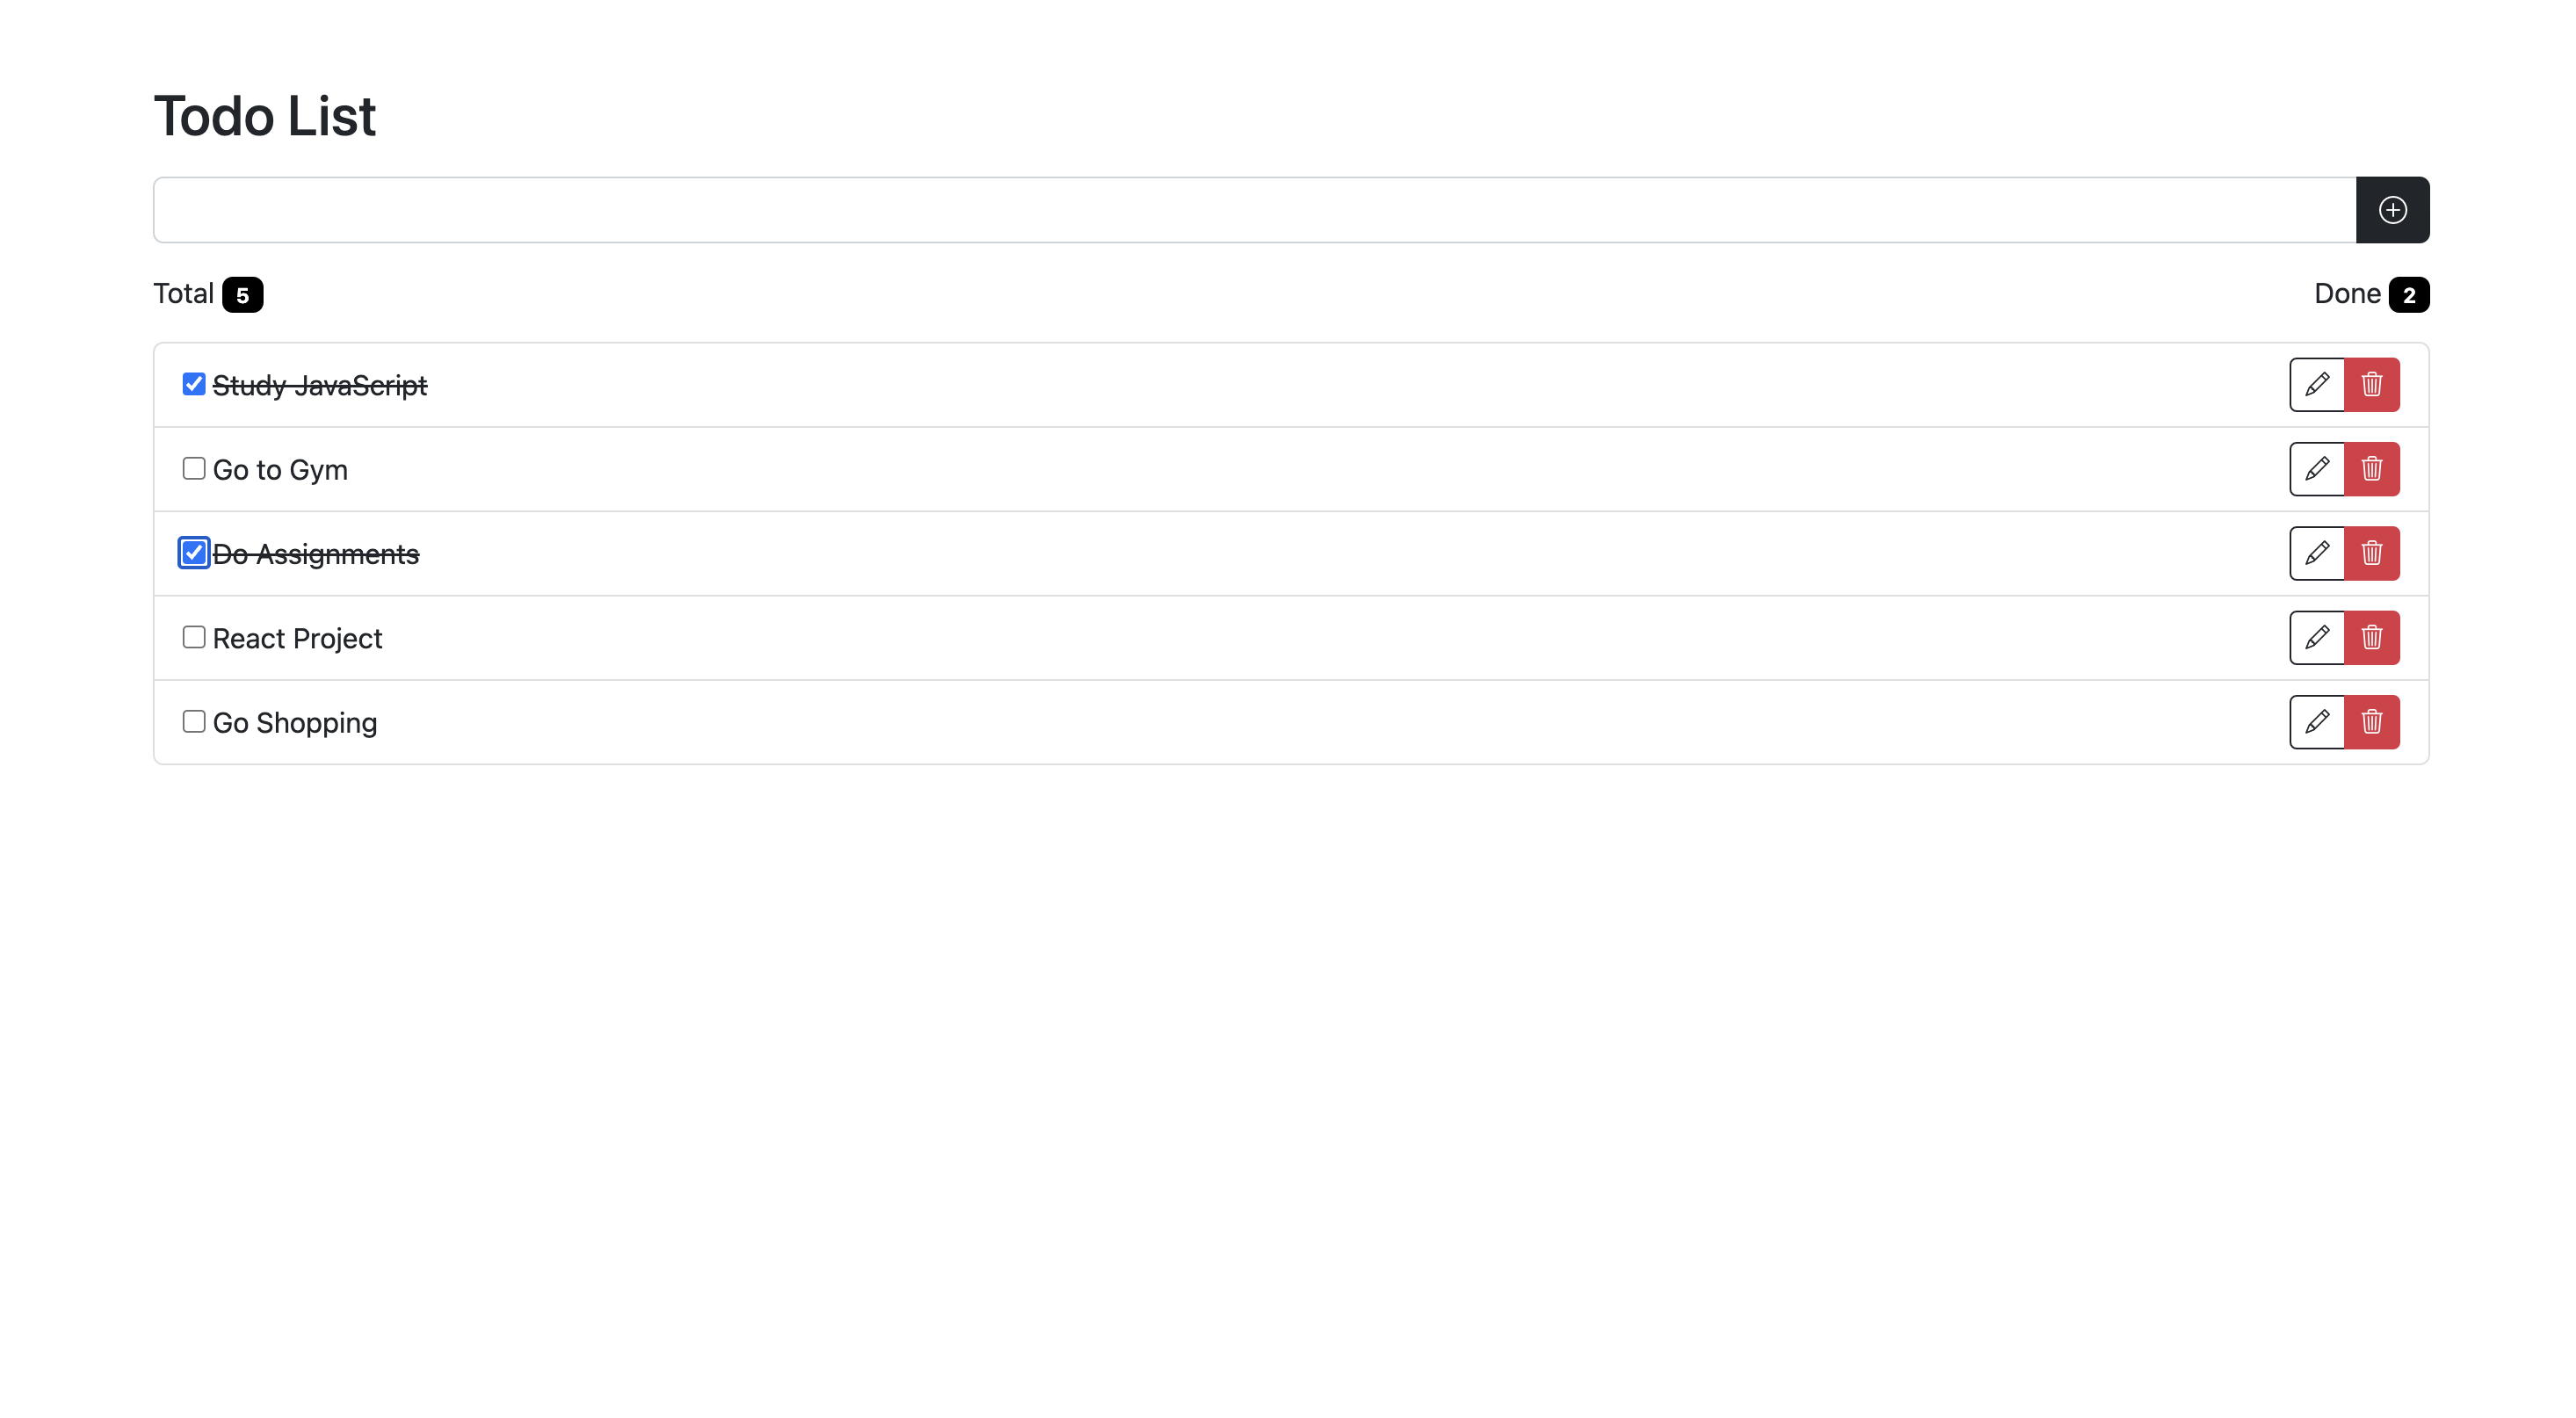 Todo List
Total 5 Done 2
Study JavaScript
Go to Gym
Do Assignments
React Project
Go Shopping